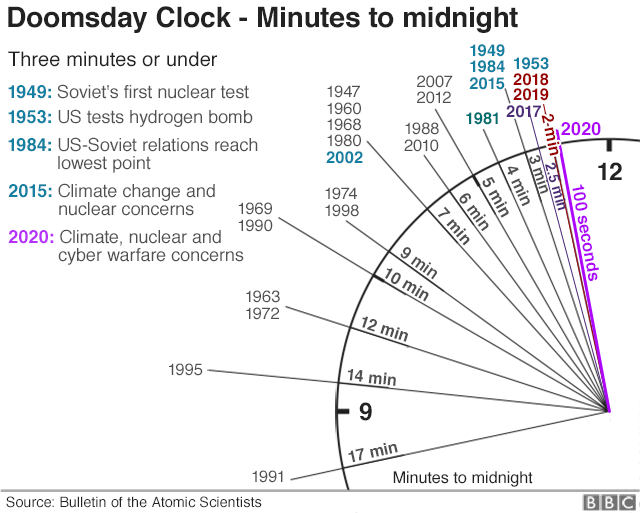 Doomsday Clock - Minutes to midnight
Three minutes or under
1949: Soviet's first nuclear test
1953: US tests hydrogen bomb
1984: US-Soviet relations reach
lowest point
2015: Climate change and
nuclear concerns
2020: Climate, nuclear and
cyber warfare concerns
1991
1995
1963
1972
1969
1990
1974
1998
1947
1960
1968
1980
2002
1988
2010
2007
2012
1981
1949
1984
2015
1953
2018
2019
2017
2020
17 min
14 min
12 min
10 min
9 min
7 min
6 min
5 min
4 min
3 min
2.5 min
2-min
100 seconds
12
9
Minutes to midnight
Source: Bulletin of the Atomic Scientists
BBC